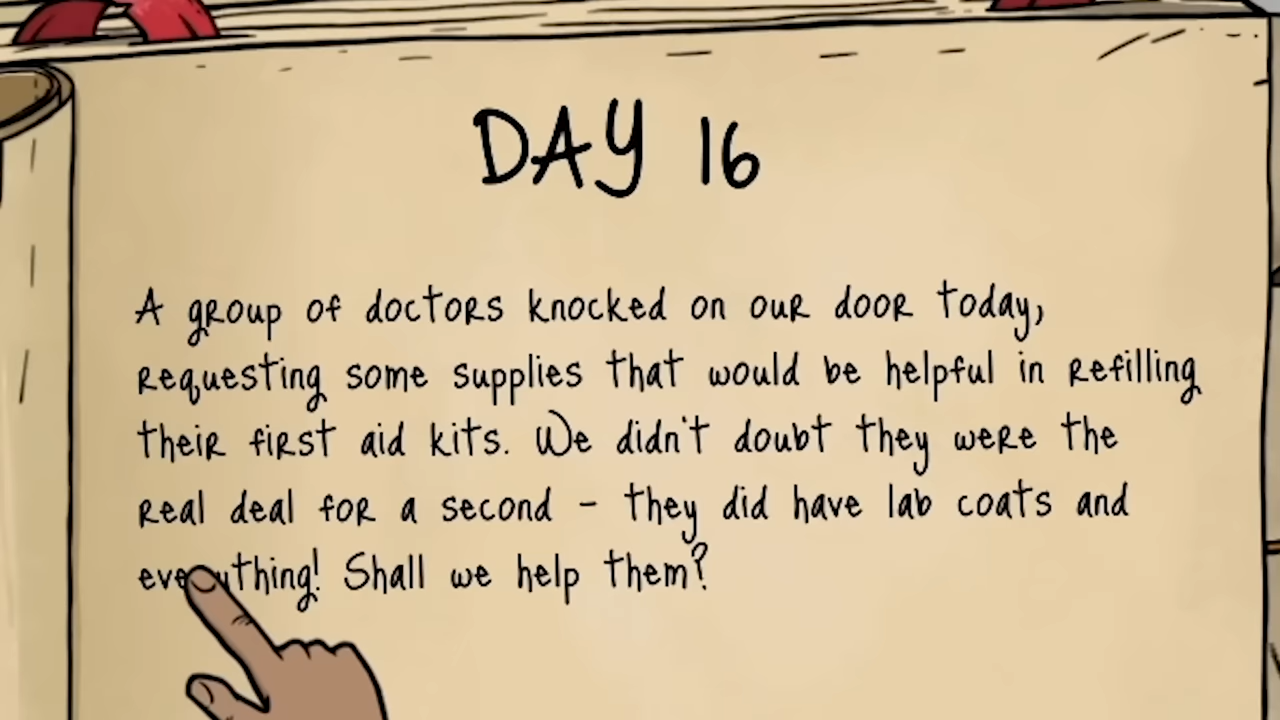 DAY 16
A group of doctors knocked on our door today,
requesting some supplies that would be helpful in refilling
their first aid kits. We didn't doubt they were the
real deal for a second - they did have lab coats and
everything! Shall we help them?